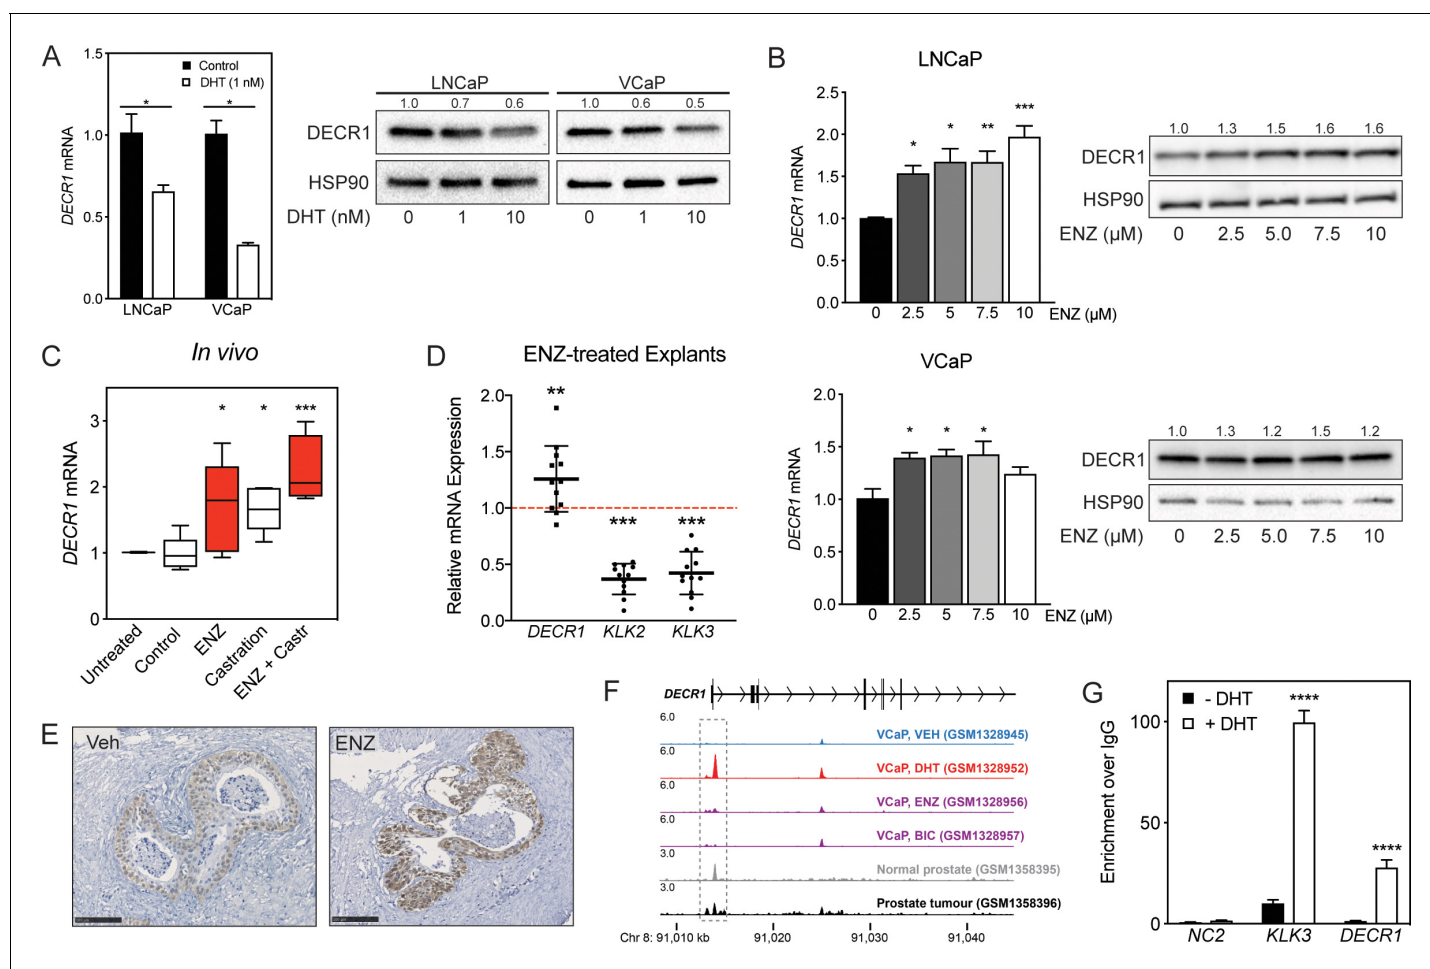 A
1.5
1.0
0.5
0.0
DECR1 mRNA
Control
DHT (1 nM)
*
*
LNCaP
VCaP
LNCaP
VCaP
1.0 0.7 0.6
1.0 0.6 0.5
DECR1
HSP90
DHT (nM) 0 1 10 0 1 10
B
LNCaP
2.5
2.0
1.5
1.0
0.5
0.0
DECR1 mRNA
* * ** ***
0 2.5 5 7.5 10 ENZ (µM)
1.0 1.3 1.5 1.6 1.6
DECR1
HSP90
ENZ (µM) 0 2.5 5.0 7.5 10
VCaP
2.0
1.5
1.0
0.5
0.0
DECR1 mRNA
* * *
0 2.5 5 7.5 10 ENZ (µM)
1.0 1.3 1.2 1.5 1.2
DECR1
HSP90
ENZ (µM) 0 2.5 5.0 7.5 10
C
In vivo
3
2
1
0
DECR1 mRNA
* * ***
Untreated
Control
ENZ
Castration
ENZ + Castr
D
ENZ-treated Explants
2.0
1.5
1.0
0.5
0.0
Relative mRNA Expression
** *** ***
DECR1 KLK2 KLK3
E
Veh
ENZ
F
DECR1
6.0
VCaP, VEH (GSM1328945)
6.0
VCaP, DHT (GSM1328952)
6.0
VCaP, ENZ (GSM1328956)
6.0
VCaP, BIC (GSM1328957)
3.0
Normal prostate (GSM1358395)
3.0
Prostate tumour (GSM1358396)
Chr 8: 91,010 kb 91,020 91,030 91,040
G
- DHT
+ DHT
100
50
0
Enrichment over IgG
****
****
NC2 KLK3 DECR1